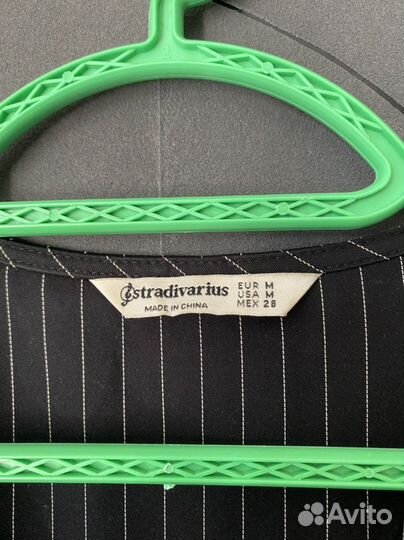 stradivarius
MADE IN CHINA
EUR M
USA M
MEX 28
Avito